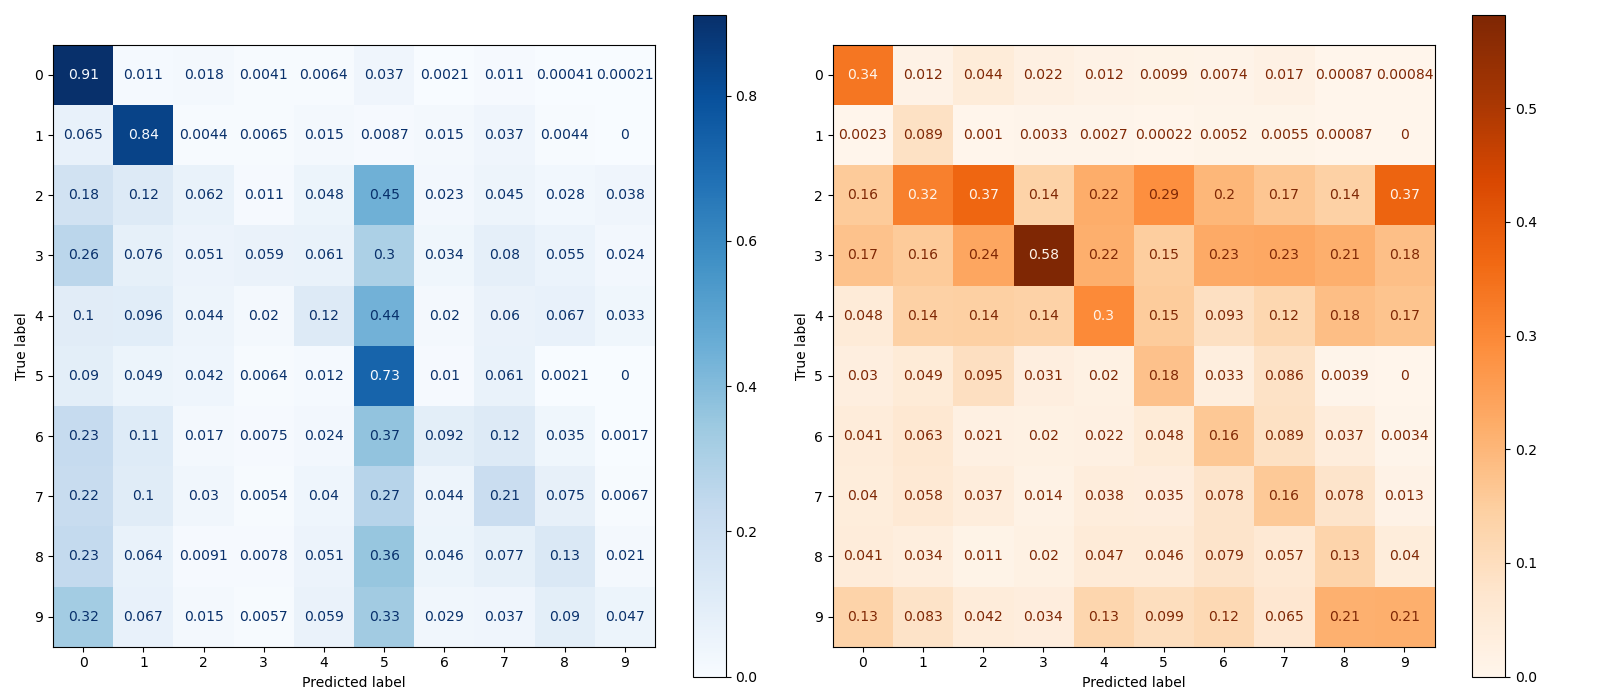 0 0.91 0.011 0.018 0.0041 0.0064 0.037 0.0021 0.011 0.00041 0.00021
1 0.065 0.84 0.0044 0.0065 0.015 0.0087 0.015 0.037 0.0044 0
2 0.18 0.12 0.062 0.011 0.048 0.45 0.023 0.045 0.028 0.038
3 0.26 0.076 0.051 0.059 0.061 0.3 0.034 0.08 0.055 0.024
4 0.1 0.096 0.044 0.02 0.12 0.44 0.02 0.06 0.067 0.033
5 0.09 0.049 0.042 0.0064 0.012 0.73 0.01 0.061 0.0021 0
6 0.23 0.11 0.017 0.0075 0.024 0.37 0.092 0.12 0.035 0.0017
7 0.22 0.1 0.03 0.0054 0.04 0.27 0.044 0.21 0.075 0.0067
8 0.23 0.064 0.0091 0.0078 0.051 0.36 0.046 0.077 0.13 0.021
9 0.32 0.067 0.015 0.0057 0.059 0.33 0.029 0.037 0.09 0.047
0 1 2 3 4 5 6 7 8 9
Predicted label
True label
0.8
0.6
0.4
0.2
0.0
0 0.34 0.012 0.044 0.022 0.012 0.0099 0.0074 0.017 0.00087 0.00084
1 0.0023 0.089 0.001 0.0033 0.0027 0.00022 0.0052 0.0055 0.00087 0
2 0.16 0.32 0.37 0.14 0.22 0.29 0.2 0.17 0.14 0.37
3 0.17 0.16 0.24 0.58 0.22 0.15 0.23 0.23 0.21 0.18
4 0.048 0.14 0.14 0.14 0.3 0.15 0.093 0.12 0.18 0.17
5 0.03 0.049 0.095 0.031 0.02 0.18 0.033 0.086 0.0039 0
6 0.041 0.063 0.021 0.02 0.022 0.048 0.16 0.089 0.037 0.0034
7 0.04 0.058 0.037 0.014 0.038 0.035 0.078 0.16 0.078 0.013
8 0.041 0.034 0.011 0.02 0.047 0.046 0.079 0.057 0.13 0.04
9 0.13 0.083 0.042 0.034 0.13 0.099 0.12 0.065 0.21 0.21
0 1 2 3 4 5 6 7 8 9
Predicted label
True label
0.5
0.4
0.3
0.2
0.1
0.0